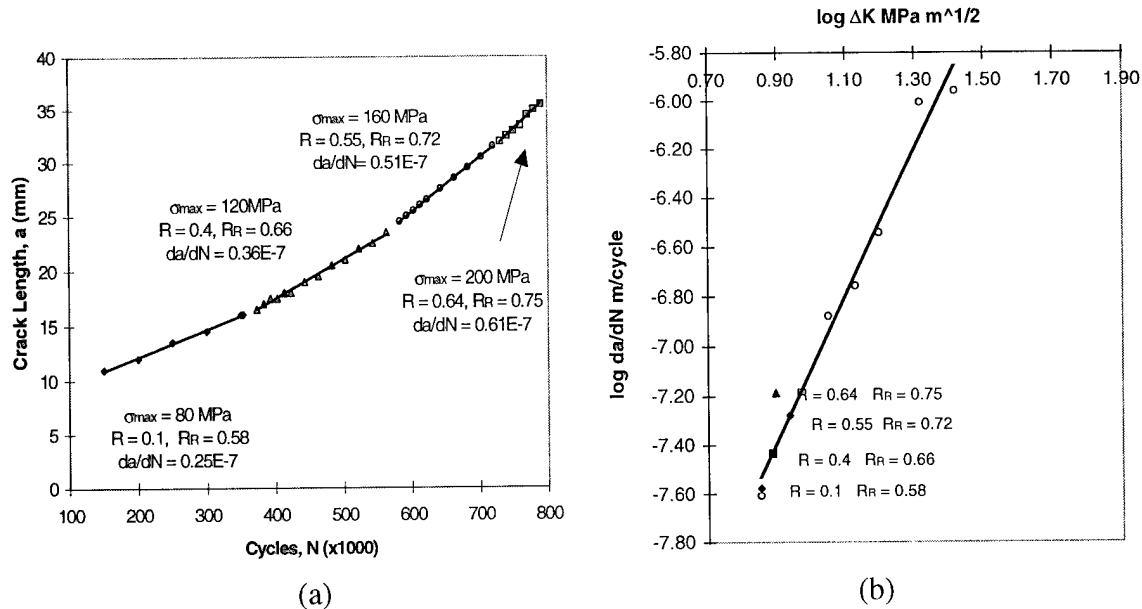 40
35
30
25
20
15
10
5
0
Crack Length, a (mm)
σmax = 160 MPa
R = 0.55, RR = 0.72
da/dN= 0.51E-7
σmax = 120MPa
R = 0.4, RR = 0.66
da/dN = 0.36E-7
σmax = 200 MPa
R = 0.64, RR = 0.75
da/dN = 0.61E-7
σmax = 80 MPa
R = 0.1, RR = 0.58
da/dN = 0.25E-7
100 200 300 400 500 600 700 800
Cycles, N (x1000)
(a)
log ΔK MPa m^1/2
0.70 0.90 1.10 1.30 1.50 1.70 1.90
-5.80
-6.00
-6.20
-6.40
-6.60
-6.80
-7.00
-7.20
-7.40
-7.60
-7.80
log da/dN m/cycle
R = 0.64 RR = 0.75
R = 0.55 RR = 0.72
R = 0.4 RR = 0.66
R = 0.1 RR = 0.58
(b)